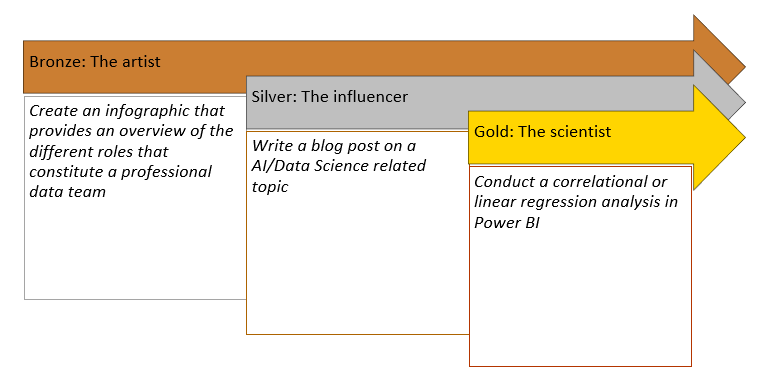 Bronze: The artist
Create an infographic that
provides an overview of the
different roles that
constitute a professional
data team
Silver: The influencer
Write a blog post on a
AI/Data Science related
topic
Gold: The scientist
Conduct a correlational or
linear regression analysis in
Power BI